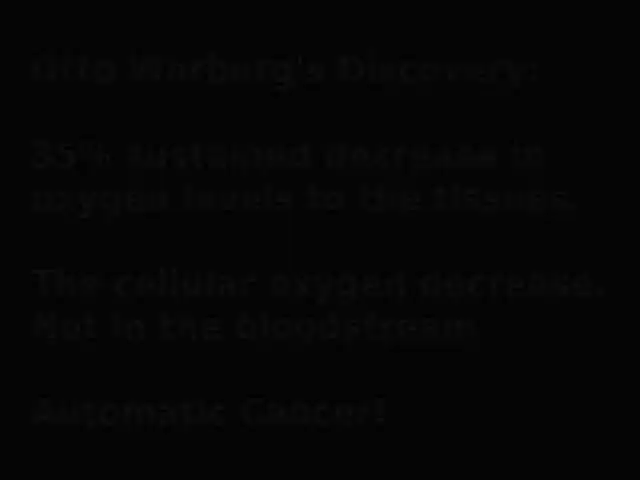 Otto Warburg's Discovery:
35% sustained decrease in
oxygen levels to the tissues.
The cellular oxygen decrease.
Not in the bloodstream
Automatic Cancer!